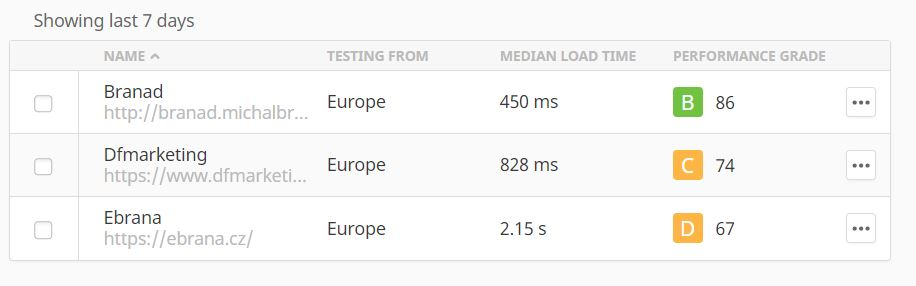 Showing last 7 days
NAME TESTING FROM MEDIAN LOAD TIME PERFORMANCE GRADE
Branad
http://branad.michalbr...
Europe 450 ms B 86
Dfmarketing
https://www.dfmarketi...
Europe 828 ms C 74
Ebrana
https://ebrana.cz/
Europe 2.15 s D 67